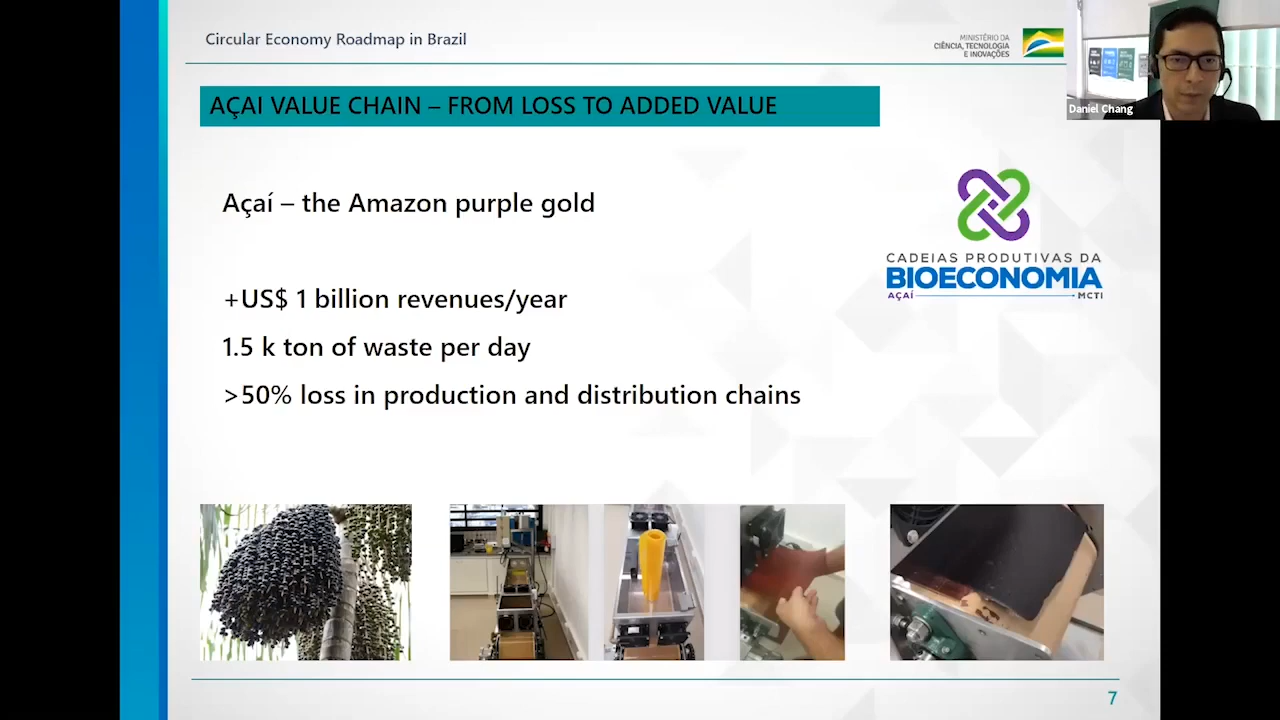 Circular Economy Roadmap in Brazil
MINISTÉRIO DA
CIÊNCIA, TECNOLOGIA
E INOVAÇÕES
Daniel Chang
AÇAI VALUE CHAIN – FROM LOSS TO ADDED VALUE
Açaí – the Amazon purple gold
CADEIAS PRODUTIVAS DA
BIOECONOMIA
AÇAÍ MCTI
+US$ 1 billion revenues/year
1.5 k ton of waste per day
>50% loss in production and distribution chains
7